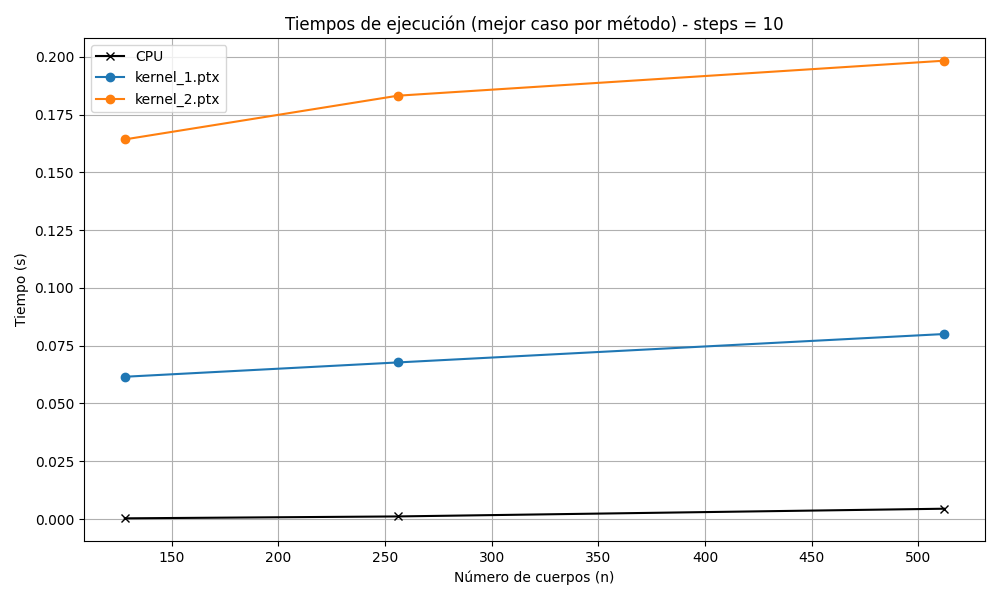 Tiempos de ejecución (mejor caso por método) - steps = 10
CPU
kernel_1.ptx
kernel_2.ptx
Tiempo (s)
0.200
0.175
0.150
0.125
0.100
0.075
0.050
0.025
0.000
150 200 250 300 350 400 450 500
Número de cuerpos (n)